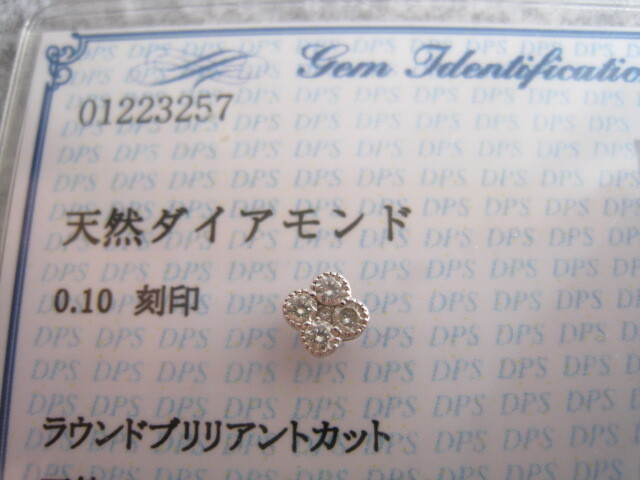 Gem Identificatio
01223257
天然ダイアモンド
0.10 刻印
ラウンドブリリアントカット